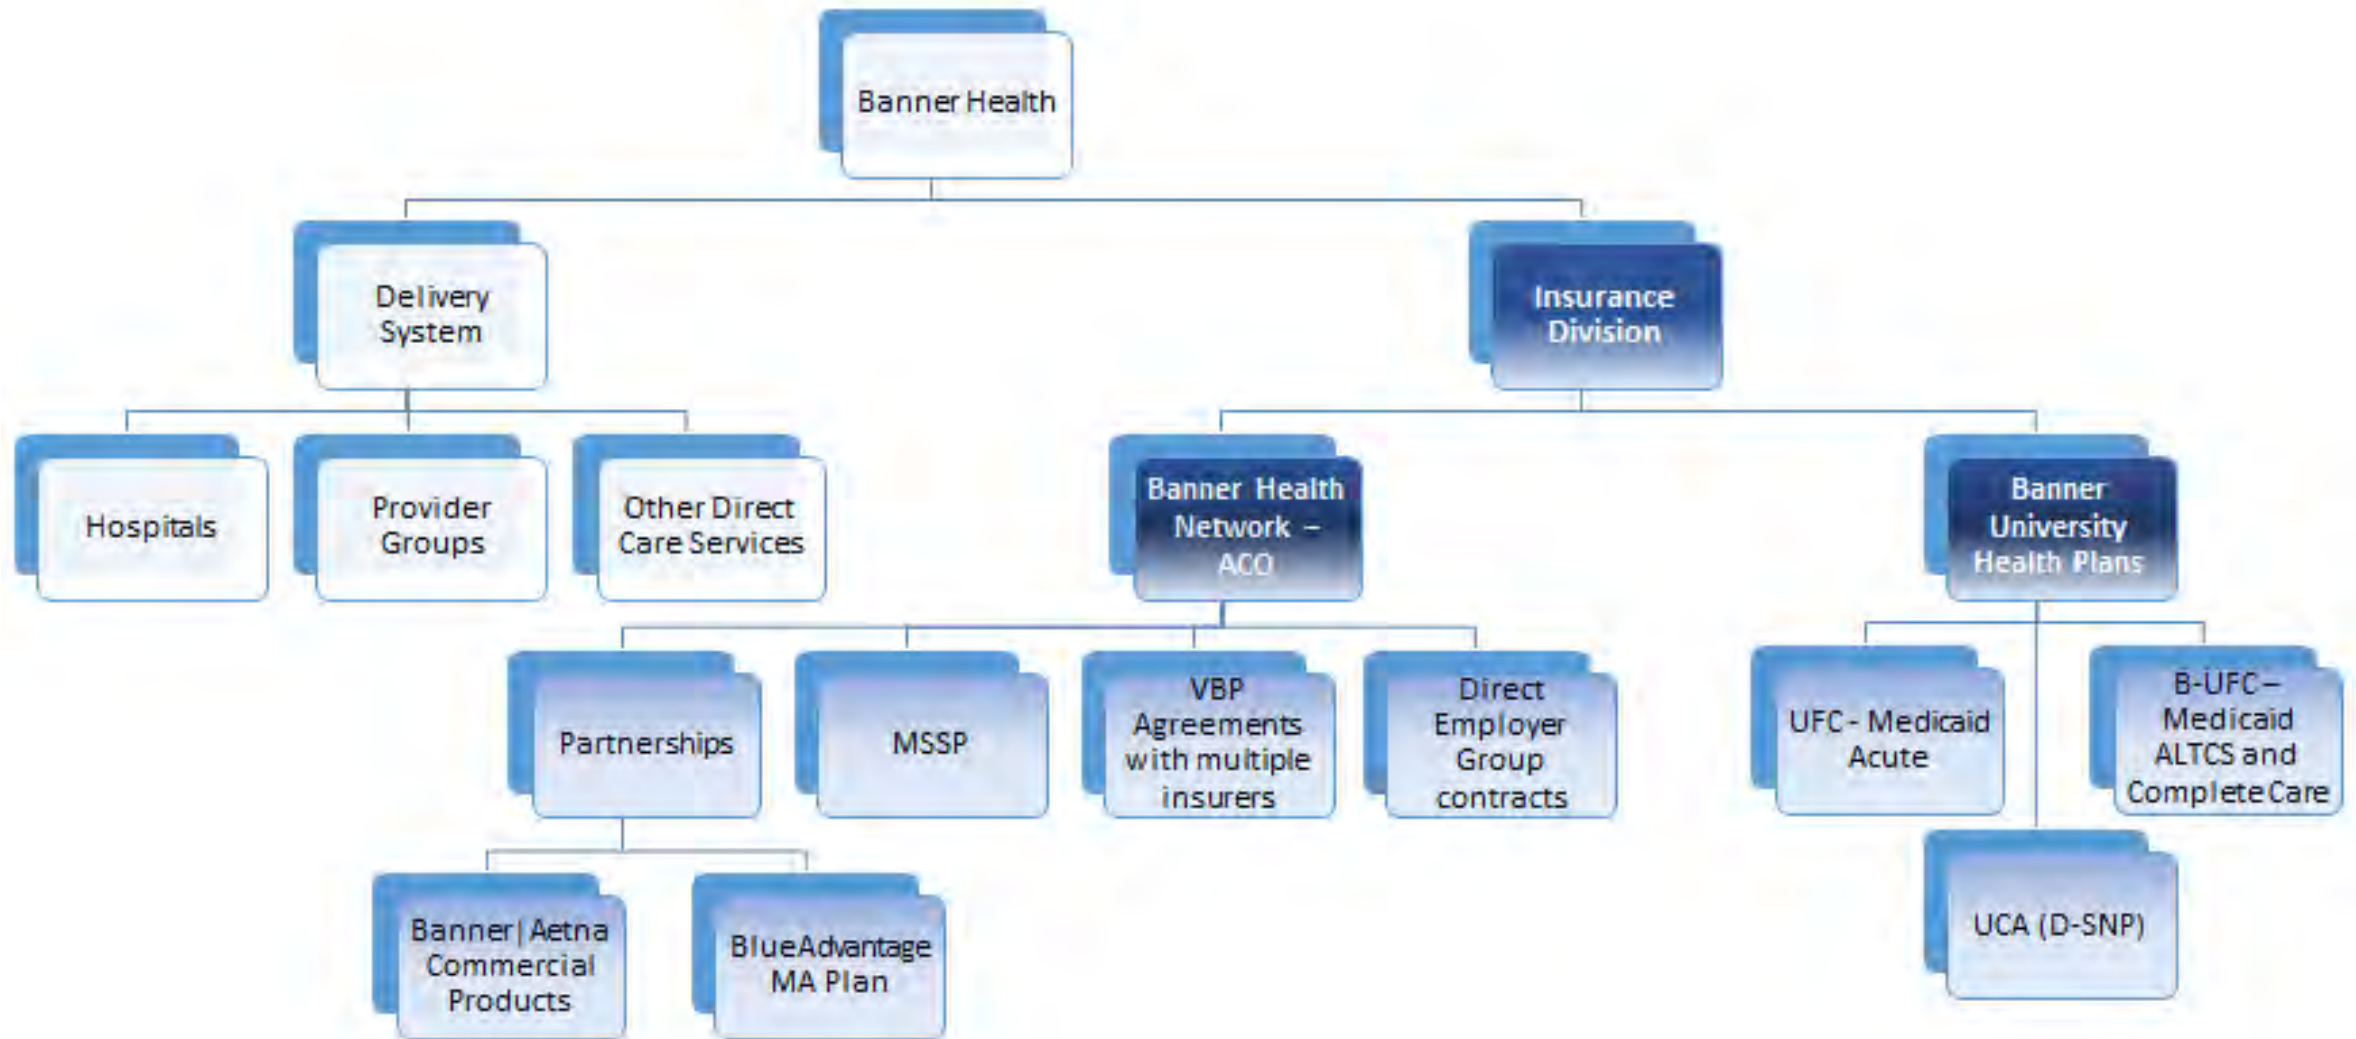 Banner Health
Delivery
System
Insurance
Division
Hospitals
Provider
Groups
Other Direct
Care Services
Banner Health
Network –
ACO
Banner
University
Health Plans
Partnerships
MSSP
VBP
Agreements
with multiple
insurers
Direct
Employer
Group
contracts
UFC - Medicaid
Acute
B-UFC –
Medicaid
ALTCS and
Complete Care
Banner|Aetna
Commercial
Products
BlueAdvantage
MA Plan
UCA (D-SNP)